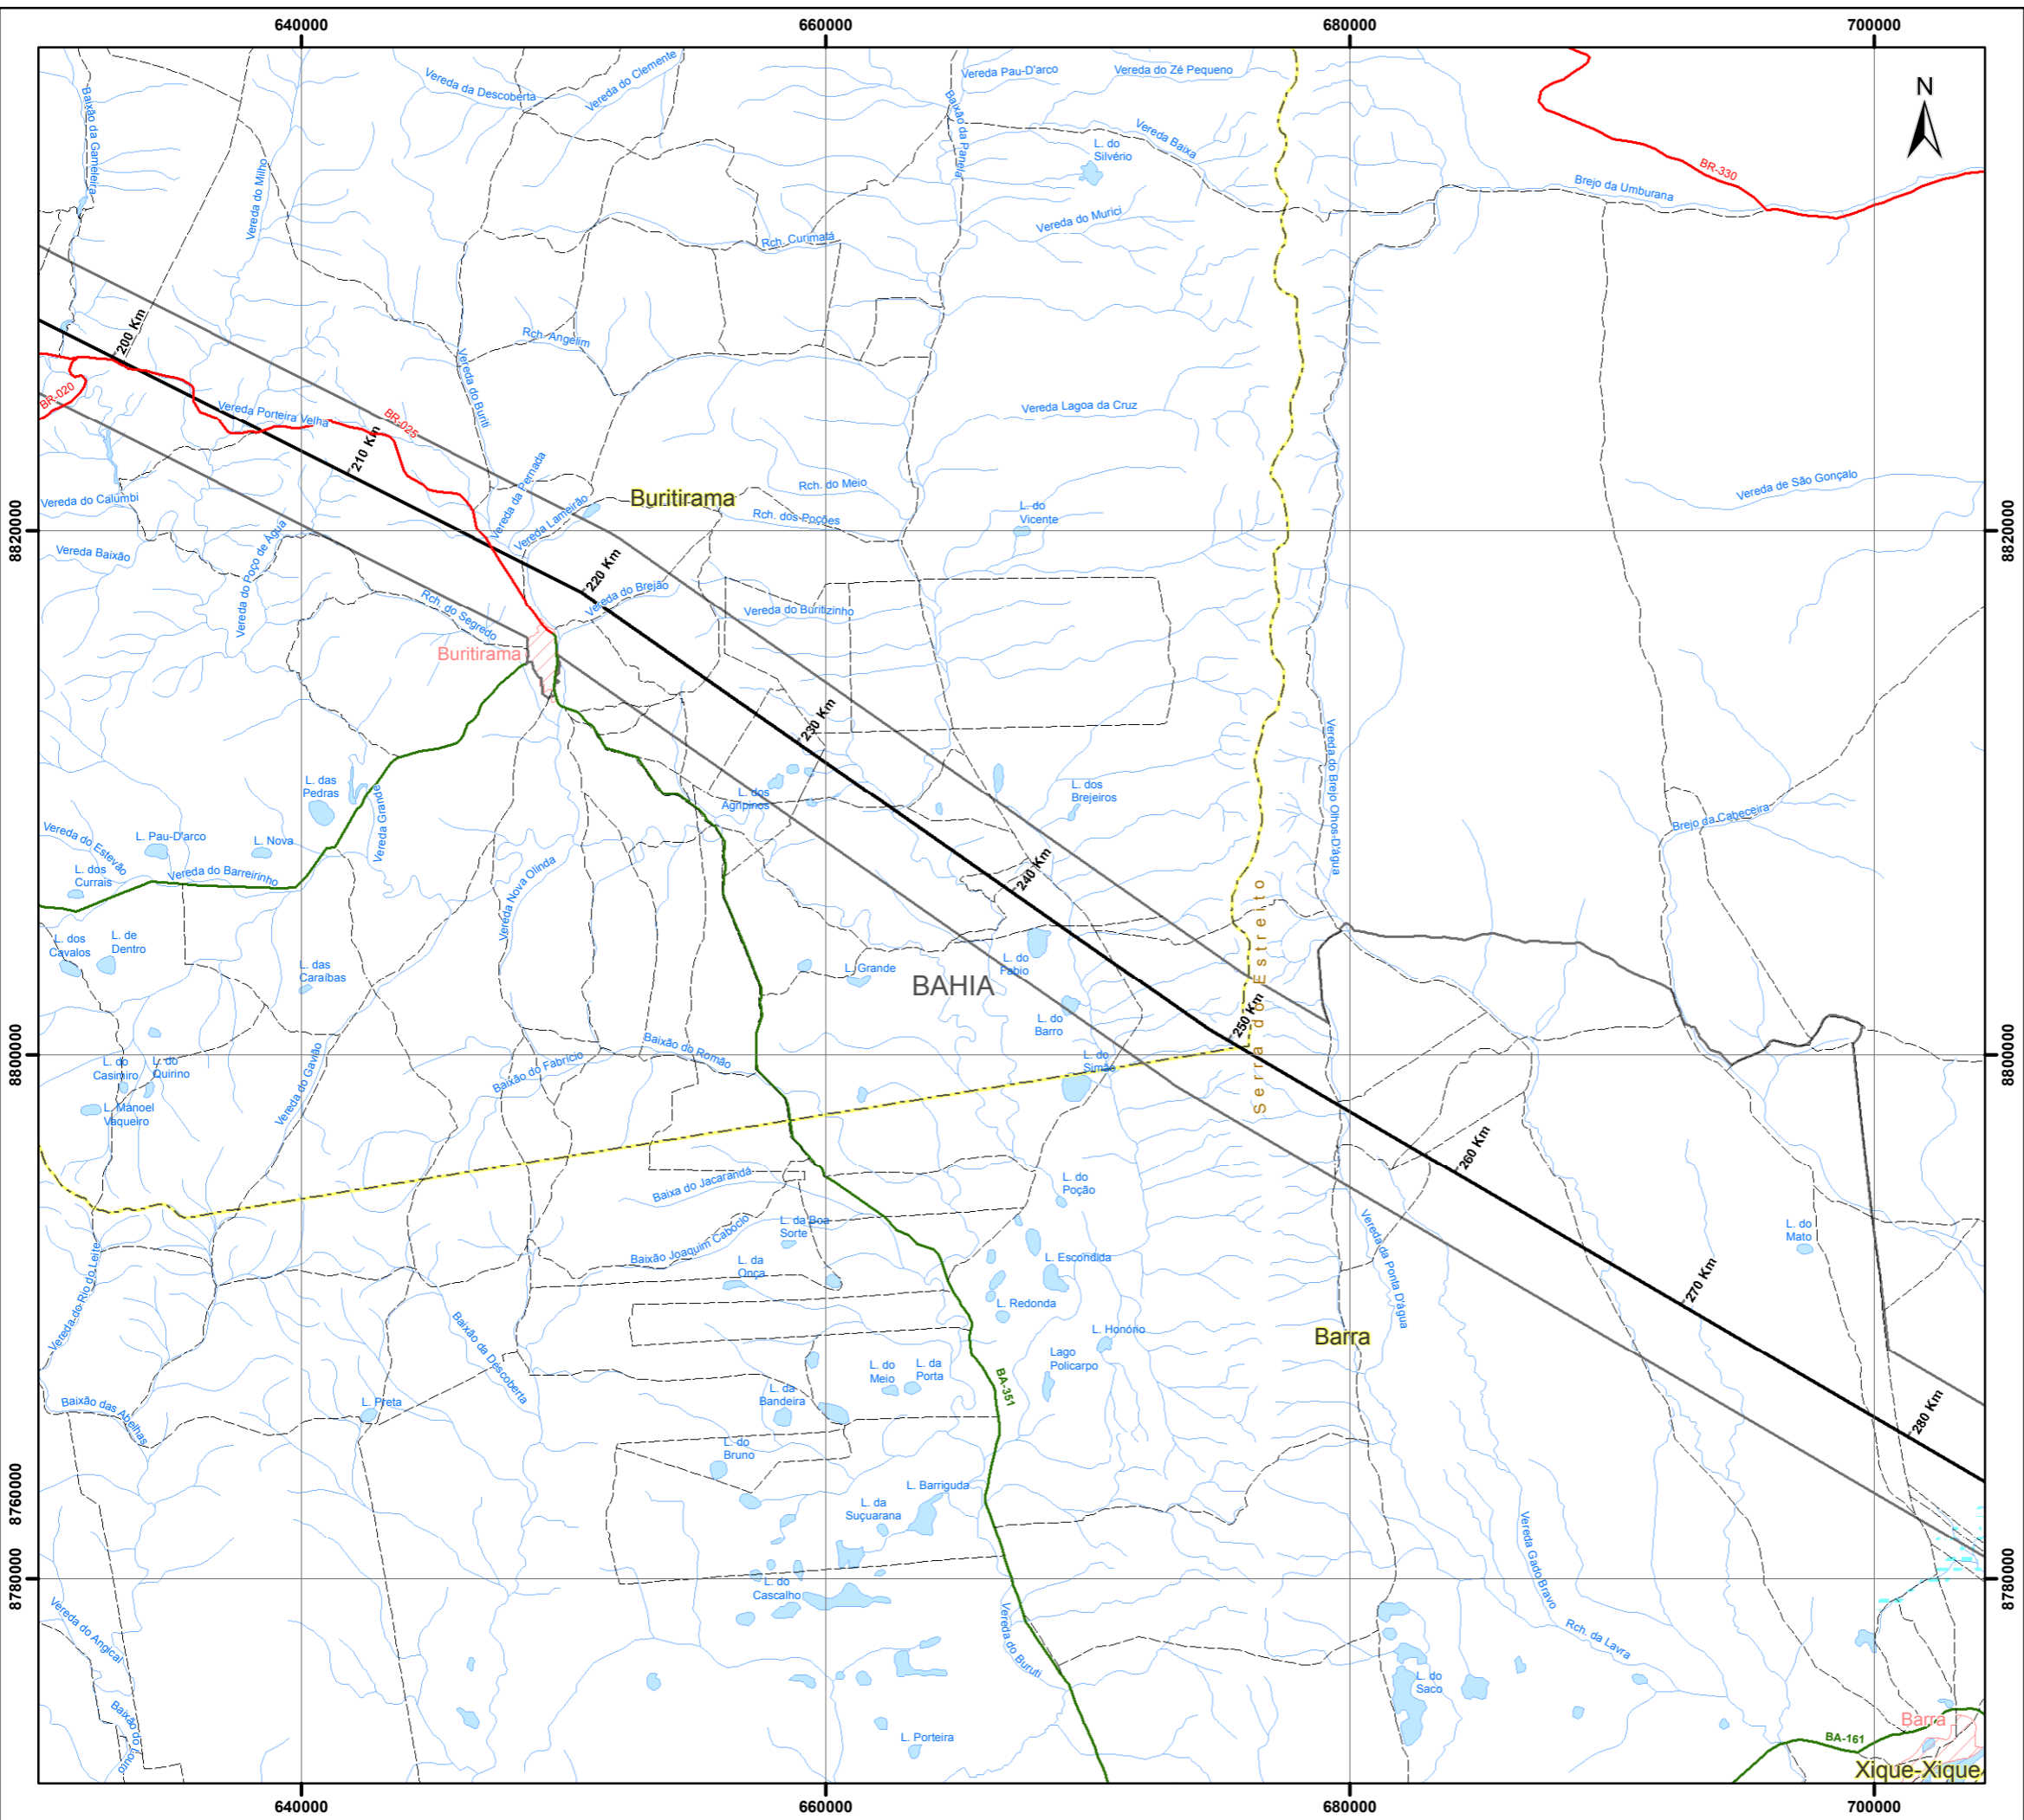 640000
660000
680000
700000
N
Vereda da Descoberta
Vereda do Clemente
Vereda Pau-D'arco
Vereda do Zé Pequeno
Baixão da Gameleira
Vereda do Milho
Baixão da Panela
Vereda Baixa
L. do
Silvério
BR-330
Brejo da Umburana
Vereda do Murici
Rch. Curimatá
200 Km
Rch. Angelim
Vereda do Buriti
BR-020
Vereda Porteira Velha
BR-025
Vereda Lagoa da Cruz
210 Km
Vereda da Pernada
Vereda do Calumbi
Buritirama
Rch. do Meio
Vereda de São Gonçalo
Vereda Lameirão
Rch. dos Poções
L. do
Vicente
8820000
8820000
Vereda Baixão
Vereda do Poço de Água
220 Km
Rch. do Segredo
Vereda do Brejão
Vereda do Buritizinho
Buritirama
230 Km
Vereda do Brejo Olhos-D'água
L. das
Pedras
Vereda Grande
L. dos
Agripinos
L. dos
Brejeiros
Brejo da Cabeceira
Vereda do Estevão
L. Pau-D'arco
L. Nova
L. dos
Currais
Vereda do Barreirinho
240 Km
Vereda Nova Olinda
Serra do Estreito
L. dos
Cavalos
L. de
Dentro
L. das
Caraíbas
L. Grande
BAHIA
L. do
Fabio
L. do
Barro
250 Km
8800000
8800000
L. do
Casimiro
L. do
Quirino
Vereda do Gavião
Baixão do Fabrício
Baixão do Romão
L. do
Simão
L. Manoel
Vaqueiro
260 Km
Baixa do Jacarandá
L. do
Poção
L. da Boa
Sorte
Baixão Joaquim Caboclo
L. da
Onça
L. Escondida
Vereda da Ponta D'água
L. do
Mato
Vereda do Rio do Leite
270 Km
L. Redonda
Baixão da Descoberta
L. Honório
Barra
Lago
Policarpo
L. do
Meio
L. da
Porta
BA-351
L. da
Bandeira
L. Preta
Baixão das Abelhas
280 Km
L. do
Bruno
8760000
L. Barriguda
L. da
Suçuarana
Vereda Gado Bravo
8780000
8780000
L. do
Cascalho
Vereda do Angical
Vereda do Buruti
Rch. da Lavra
L. do
Saco
L. Porteira
Barra
BA-161
Xique-Xique
640000
660000
680000
700000